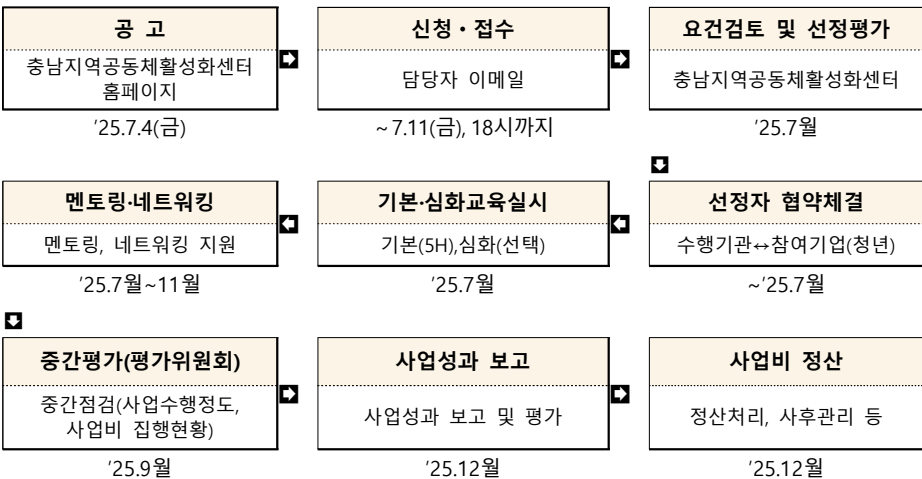 공 고
충남지역공동체활성화센터
홈페이지
'25.7.4(금)
신청・접수
담당자 이메일
~ 7.11(금), 18시까지
요건검토 및 선정평가
충남지역공동체활성화센터
'25.7월
선정자 협약체결
수행기관↔참여기업(청년)
~'25.7월
기본·심화교육실시
기본(5H),심화(선택)
'25.7월
멘토링·네트워킹
멘토링, 네트워킹 지원
'25.7월~11월
중간평가(평가위원회)
중간점검(사업수행정도,
사업비 집행현황)
'25.9월
사업성과 보고
사업성과 보고 및 평가
'25.12월
사업비 정산
정산처리, 사후관리 등
'25.12월